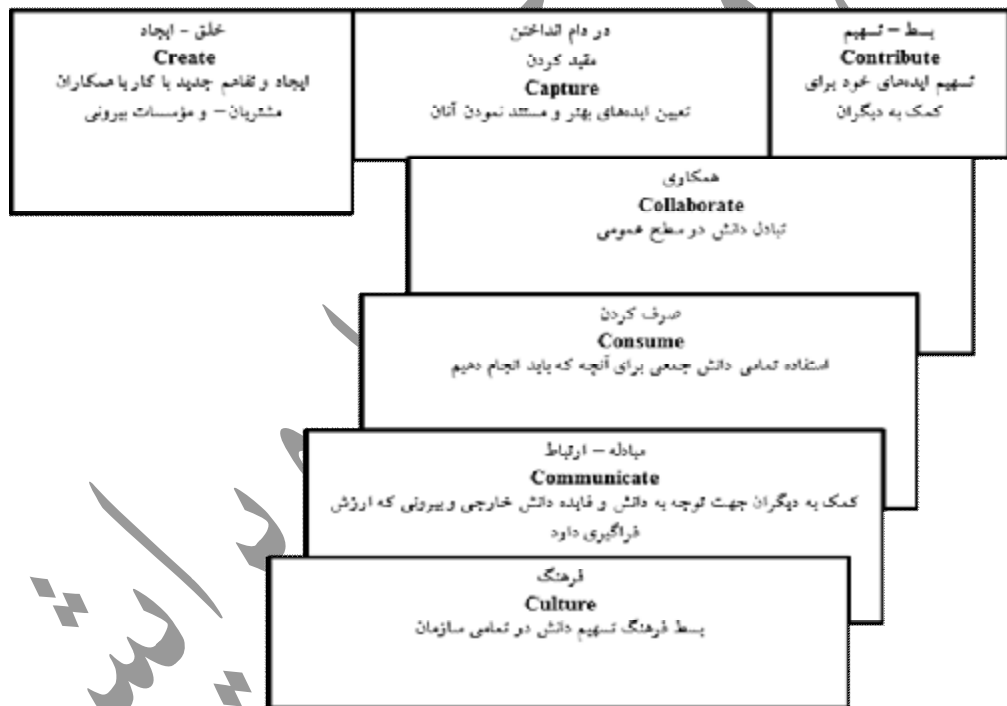 بسط – تسهیم
Contribute
تسهیم ایده‌های خود برای
کمک به دیگران
در دام انداختن
مقید کردن
Capture
تعیین ایده‌های بهتر و مستند نمودن آنان
خلق – ایجاد
Create
ایجاد و تفاهم جدید با کار با همکاران
مشتریان – و مؤسسات بیرونی
همکاری
Collaborate
تبادل دانش در سطح عمومی
صرف کردن
Consume
استفاده تمامی دانش جمعی برای آنچه که باید انجام دهیم
مبادله – ارتباط
Communicate
کمک به دیگران جهت توجه به دانش و فایده دانش خارجی و بیرونی که ارزش
فراگیری دارد
فرهنگ
Culture
بسط فرهنگ تسهیم دانش در تمامی سازمان